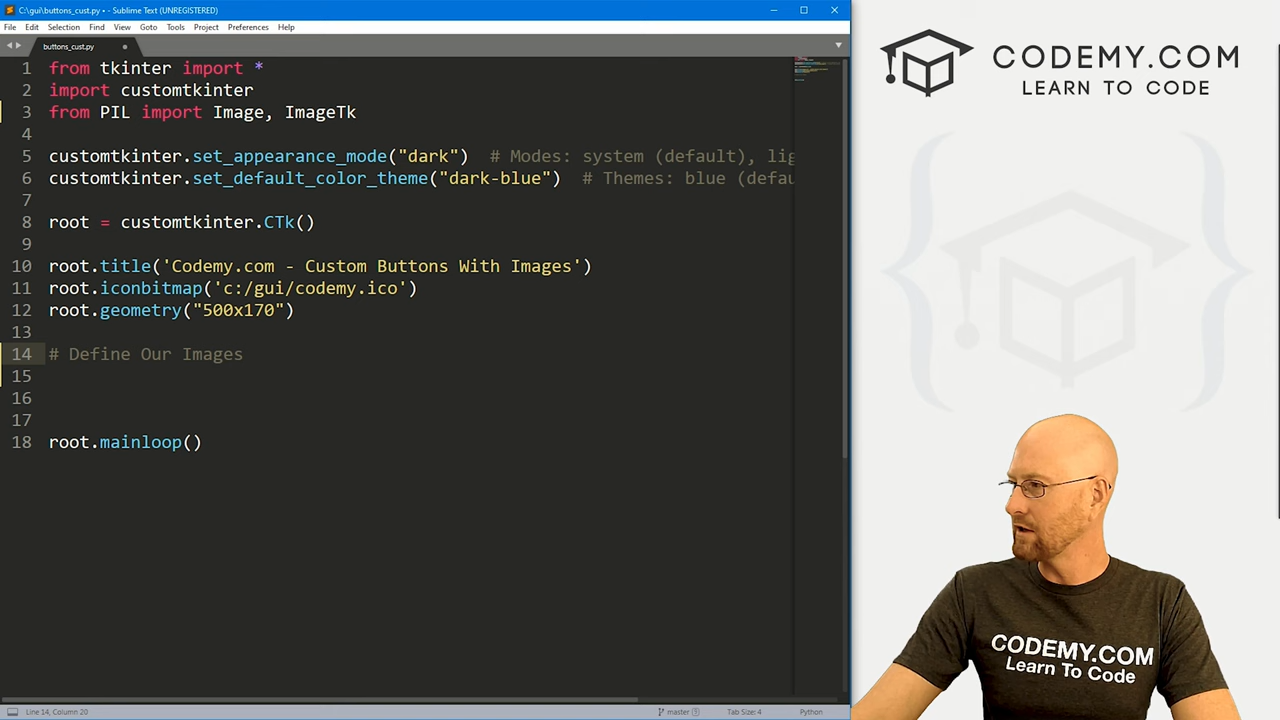 C:\gui\buttons_cust.py • - Sublime Text (UNREGISTERED)
File Edit Selection Find View Goto Tools Project Preferences Help
buttons_cust.py
1 from tkinter import *
2 import customtkinter
3 from PIL import Image, ImageTk
4
5 customtkinter.set_appearance_mode("dark")  # Modes: system (default), lig
6 customtkinter.set_default_color_theme("dark-blue")  # Themes: blue (defau
7
8 root = customtkinter.CTk()
9
10 root.title('Codemy.com - Custom Buttons With Images')
11 root.iconbitmap('c:/gui/codemy.ico')
12 root.geometry("500x170")
13
14 # Define Our Images
15
16
17
18 root.mainloop()
Line 14, Column 20
master
Tab Size: 4
Python
CODEMY.COM
LEARN TO CODE
CODEMY.COM
Learn To Code